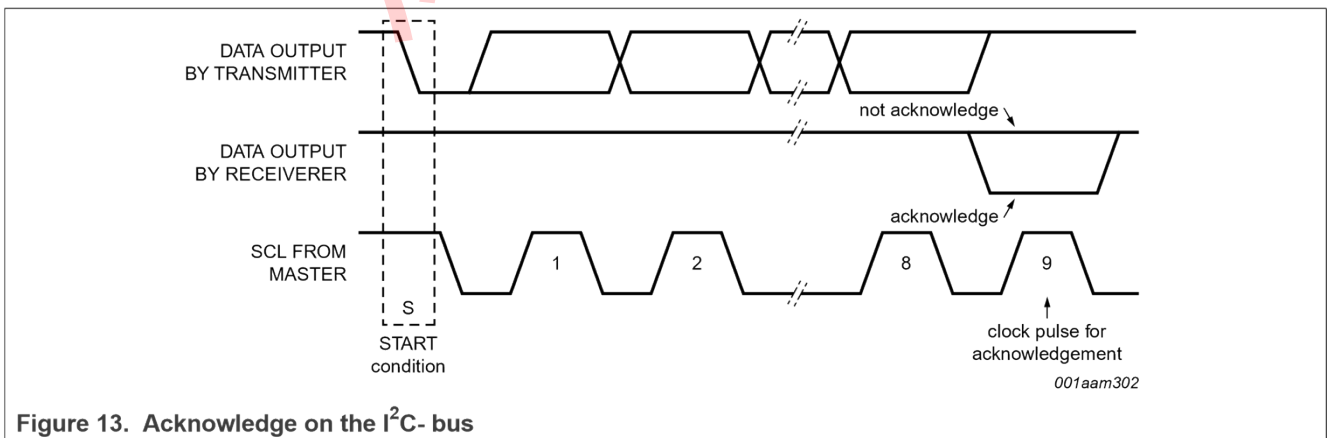 DATA OUTPUT
BY TRANSMITTER
not acknowledge
DATA OUTPUT
BY RECEIVERER
acknowledge
SCL FROM
MASTER
1
2
8
9
S
START
condition
clock pulse for
acknowledgement
001aam302
Figure 13. Acknowledge on the I²C- bus